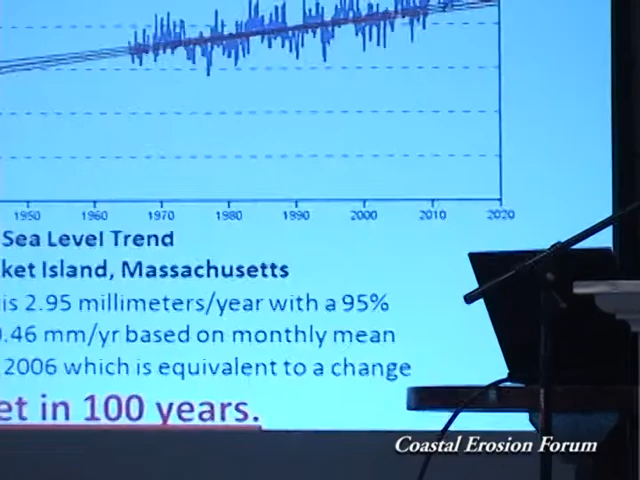 1950 1960 1970 1980 1990 2000 2010 2020
Sea Level Trend
ket Island, Massachusetts
is 2.95 millimeters/year with a 95%
0.46 mm/yr based on monthly mean
2006 which is equivalent to a change
et in 100 years.
Coastal Erosion Forum